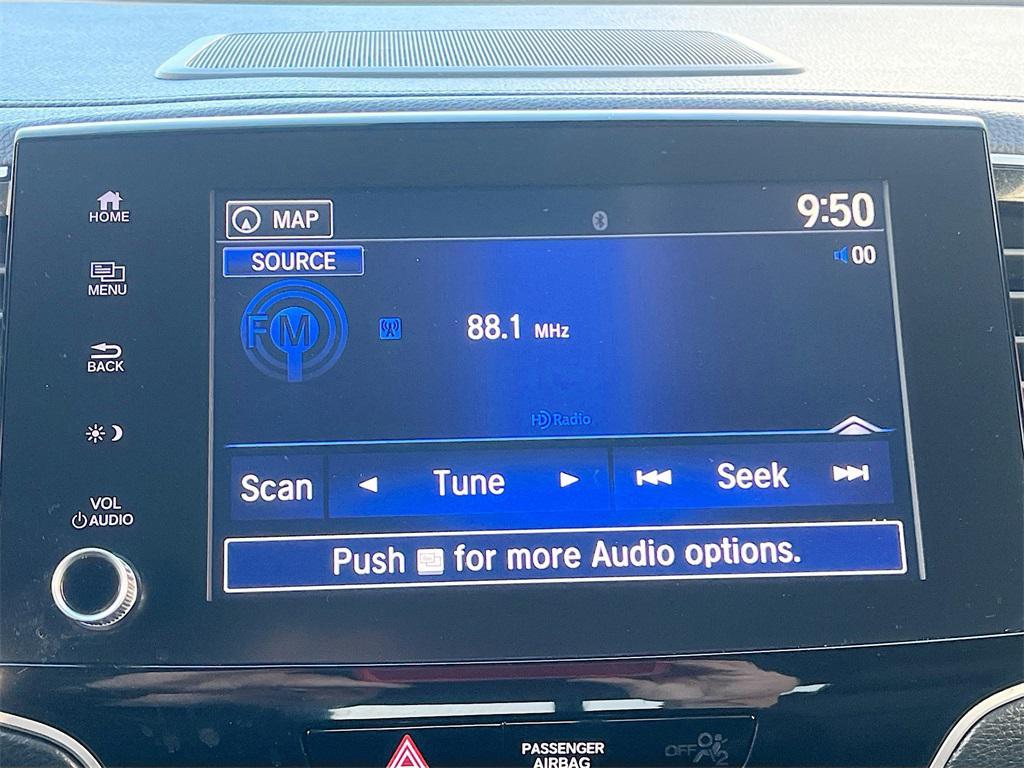 HOME
MENU
BACK
VOL
AUDIO
MAP
9:50
SOURCE
00
FM
88.1 MHz
HD Radio
Scan
Tune
Seek
Push for more Audio options.
PASSENGER
AIRBAG
OFF
2